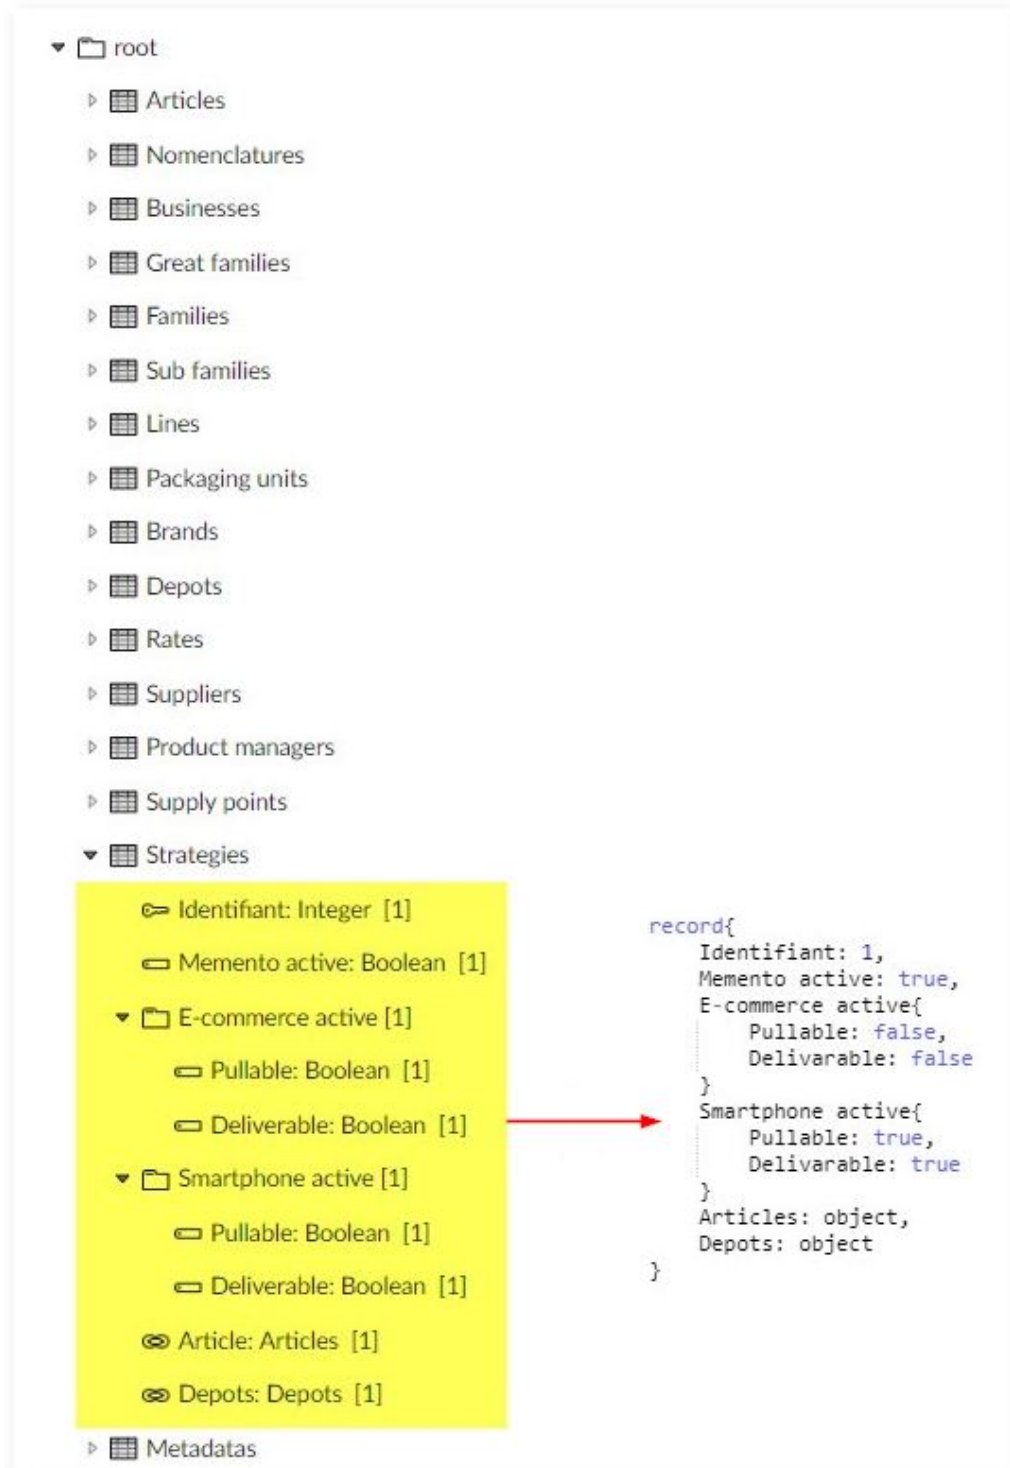 root
Articles
Nomenclatures
Businesses
Great families
Families
Sub families
Lines
Packaging units
Brands
Depots
Rates
Suppliers
Product managers
Supply points
Strategies
Identifiant: Integer [1]
Memento active: Boolean [1]
E-commerce active [1]
Pullable: Boolean [1]
Deliverable: Boolean [1]
Smartphone active [1]
Pullable: Boolean [1]
Deliverable: Boolean [1]
Article: Articles [1]
Depots: Depots [1]
Metadatas
record{
Identifiant: 1,
Memento active: true,
E-commerce active{
Pullable: false,
Delivarable: false
}
Smartphone active{
Pullable: true,
Delivarable: true
}
Articles: object,
Depots: object
}